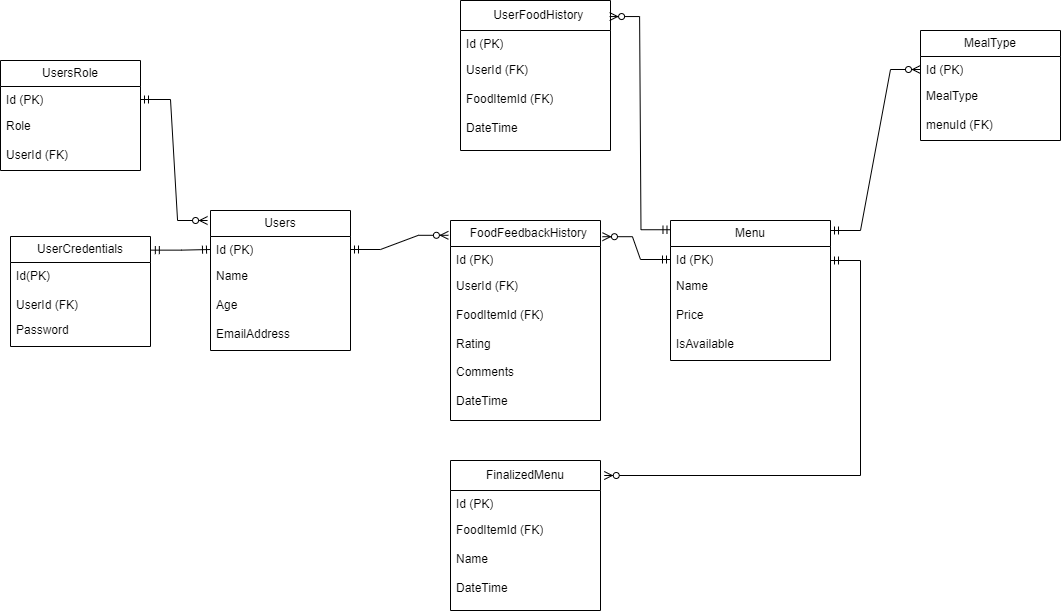 UserFoodHistory
Id (PK)
UserId (FK)
FoodItemId (FK)
DateTime
MealType
Id (PK)
MealType
menuId (FK)
UsersRole
Id (PK)
Role
UserId (FK)
Users
Id (PK)
Name
Age
EmailAddress
UserCredentials
Id(PK)
UserId (FK)
Password
FoodFeedbackHistory
Id (PK)
UserId (FK)
FoodItemId (FK)
Rating
Comments
DateTime
Menu
Id (PK)
Name
Price
IsAvailable
FinalizedMenu
Id (PK)
FoodItemId (FK)
Name
DateTime